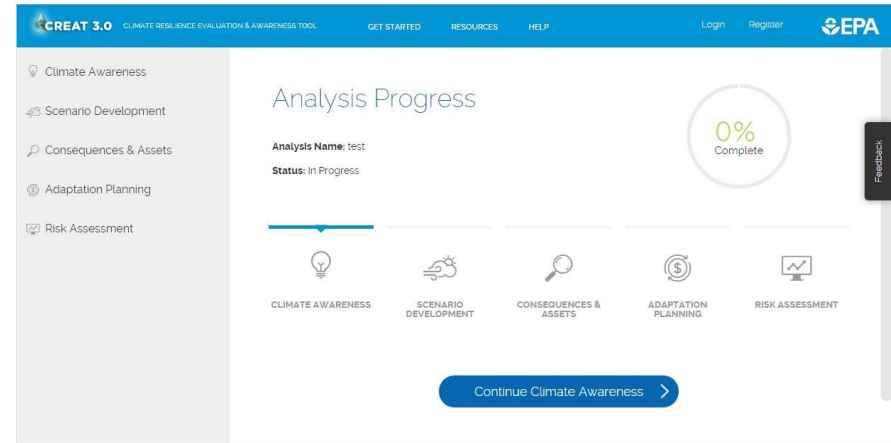 CREAT 3.0 CLIMATE RESILIENCE EVALUATION & AWARENESS TOOL GET STARTED RESOURCES HELP Login Register EPA
Climate Awareness
Scenario Development
Consequences & Assets
Adaptation Planning
Risk Assessment
Analysis Progress
Analysis Name: test
Status: In Progress
0%
Complete
Feedback
CLIMATE AWARENESS
SCENARIO
DEVELOPMENT
CONSEQUENCES &
ASSETS
ADAPTATION
PLANNING
RISK ASSESSMENT
Continue Climate Awareness